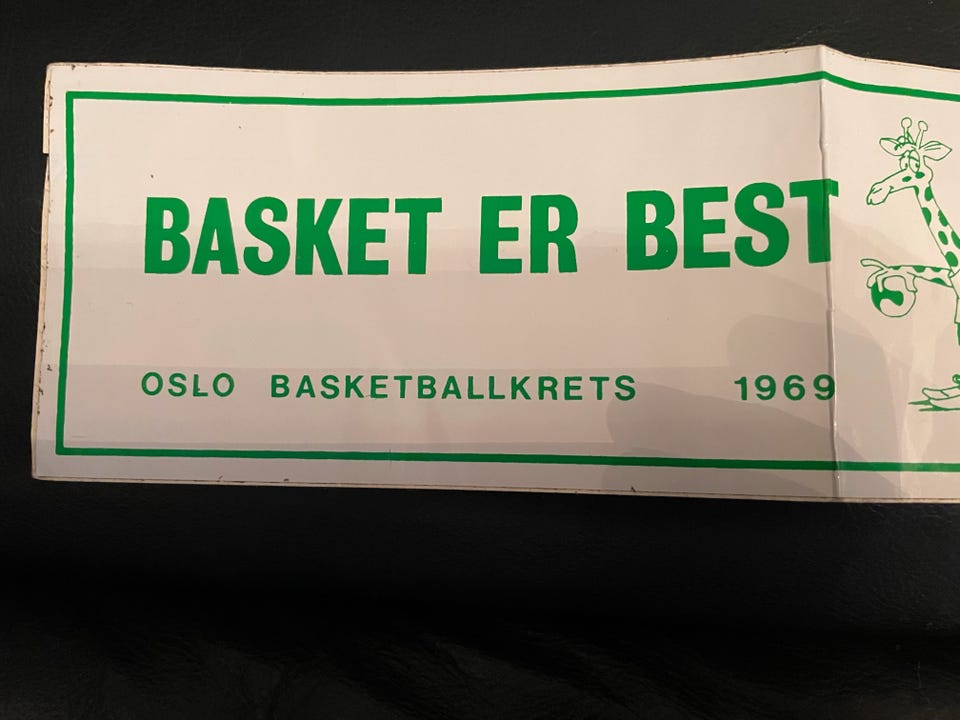 BASKET ER BEST
OSLO BASKETBALLKRETS 1969